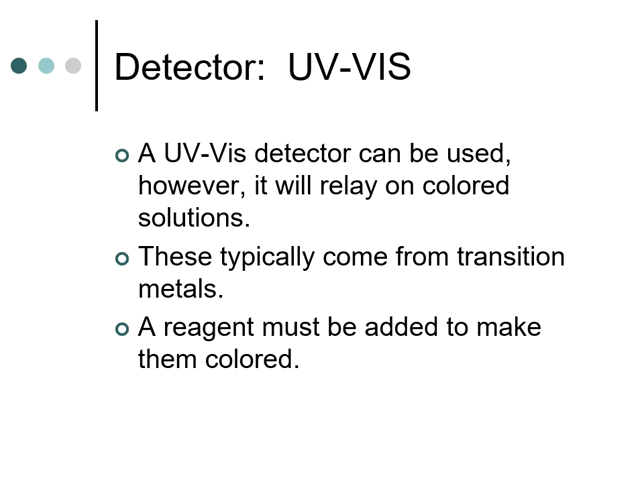 Detector:  UV-VIS
A UV-Vis detector can be used,
however, it will relay on colored
solutions.
These typically come from transition
metals.
A reagent must be added to make
them colored.